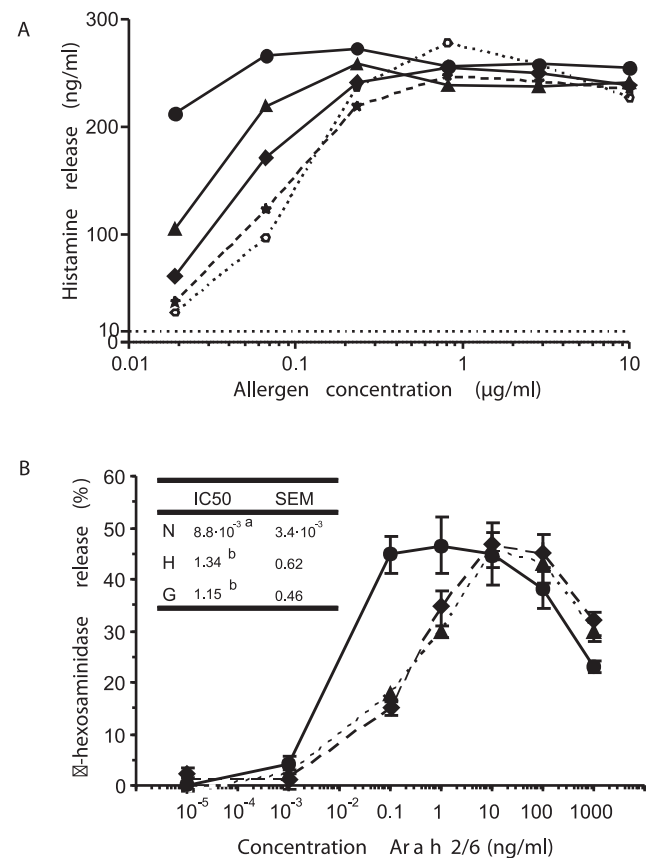 A
Histamine release (ng/ml)
300
200
100
10
0
0.01
0.1
1
10
Allergen concentration (µg/ml)
B
-hexosaminidase release (%)
60
50
40
30
20
10
0
IC50 SEM
N 8.8·10⁻³ ᵃ 3.4·10⁻³
H 1.34 ᵇ 0.62
G 1.15 ᵇ 0.46
10⁻⁵ 10⁻⁴ 10⁻³ 10⁻² 0.1 1 10 100 1000
Concentration Ar a h 2/6 (ng/ml)